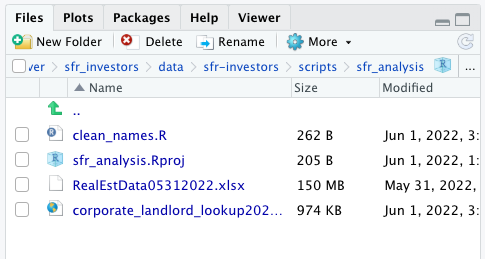 Files Plots Packages Help Viewer
New Folder Delete Rename More
ver sfr_investors data sfr-investors scripts sfr_analysis ...
Name Size Modified
..
clean_names.R 262 B Jun 1, 2022, 3:
sfr_analysis.Rproj 205 B Jun 1, 2022, 1:
RealEstData05312022.xlsx 150 MB May 31, 2022,
corporate_landlord_lookup202... 974 KB Jun 1, 2022, 3: